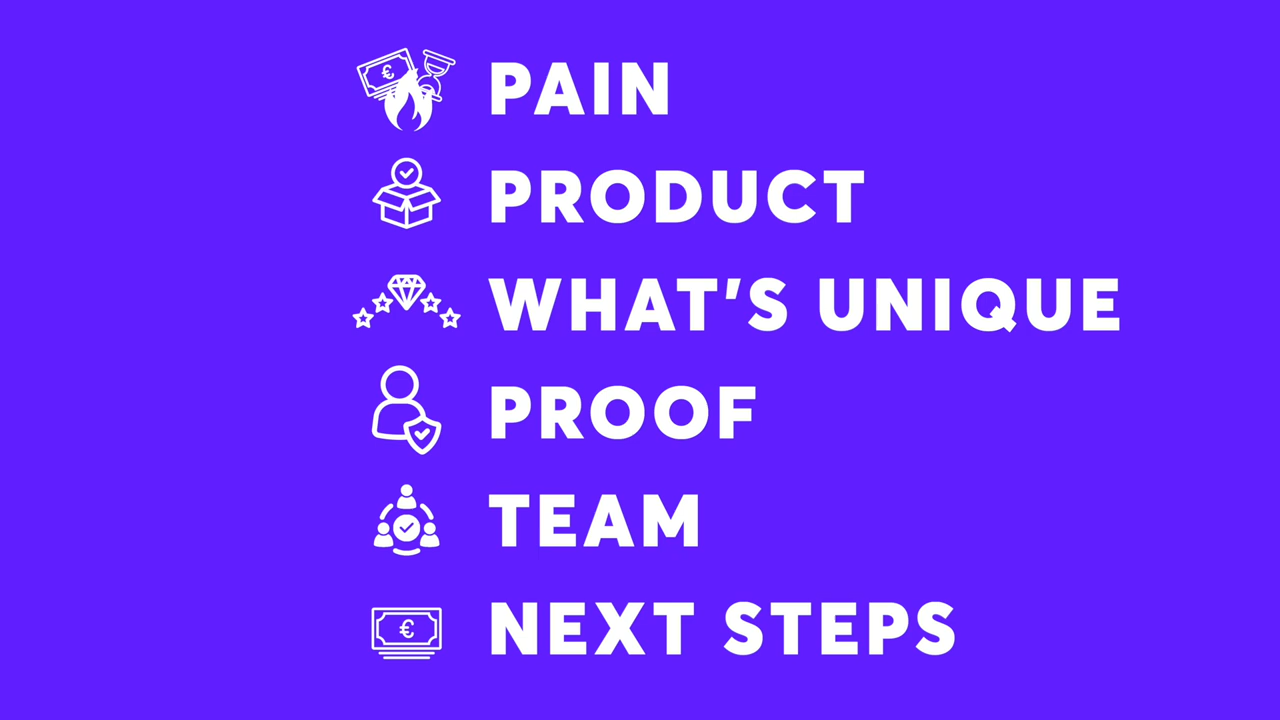 € PAIN
PRODUCT
WHAT'S UNIQUE
PROOF
TEAM
€ NEXT STEPS